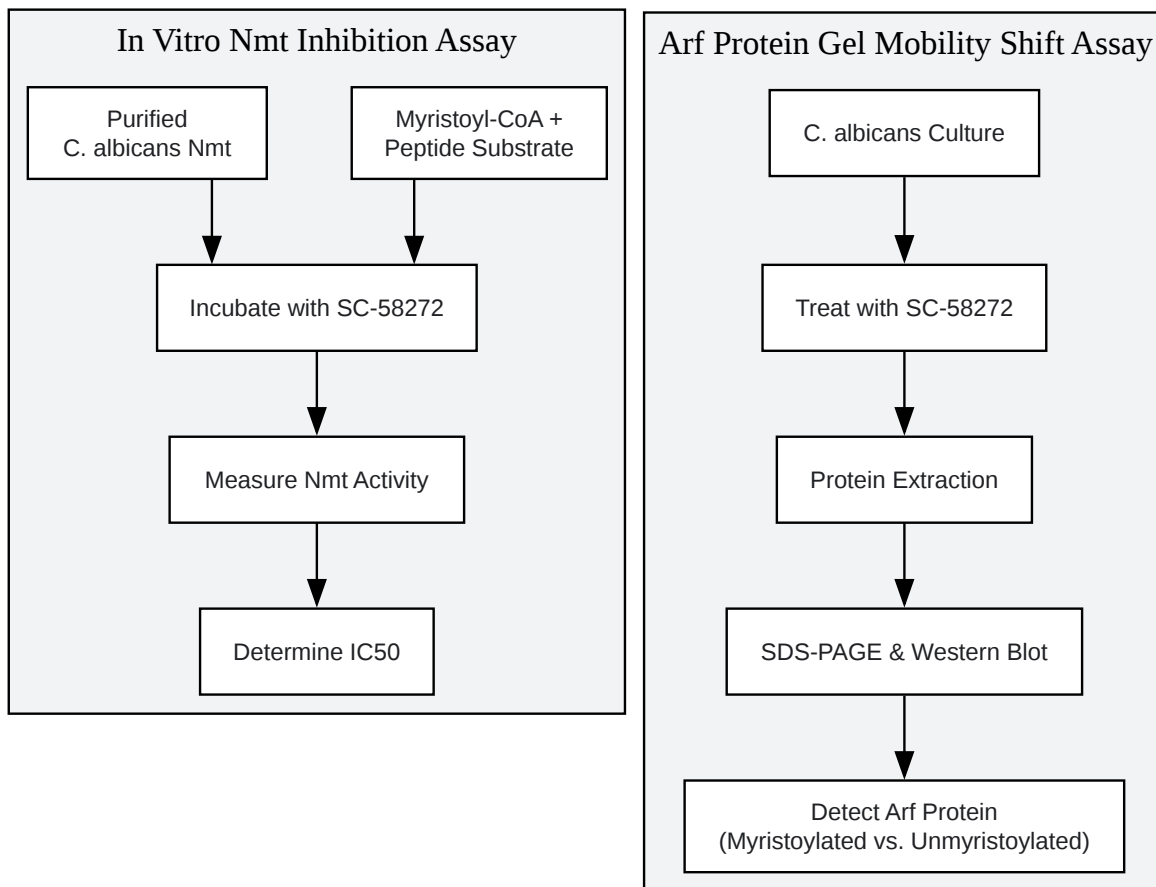 In Vitro Nmt Inhibition Assay
Purified
C. albicans Nmt
Myristoyl-CoA +
Peptide Substrate
Incubate with SC-58272
Measure Nmt Activity
Determine IC50
Arf Protein Gel Mobility Shift Assay
C. albicans Culture
Treat with SC-58272
Protein Extraction
SDS-PAGE & Western Blot
Detect Arf Protein
(Myristoylated vs. Unmyristoylated)